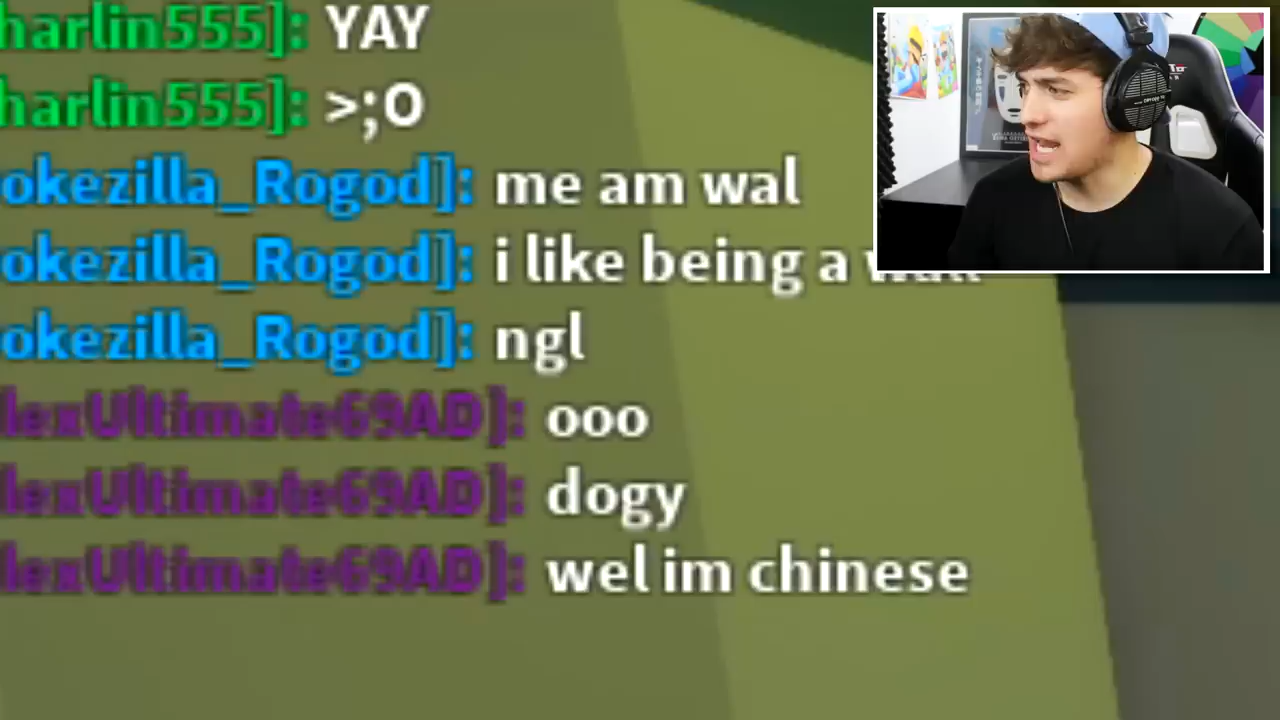 harlin555]: YAY
harlin555]: >;O
okezilla_Rogod]: me am wal
okezilla_Rogod]: i like being a wall
okezilla_Rogod]: ngl
lexUltimate69AD]: ooo
lexUltimate69AD]: dogy
lexUltimate69AD]: wel im chinese